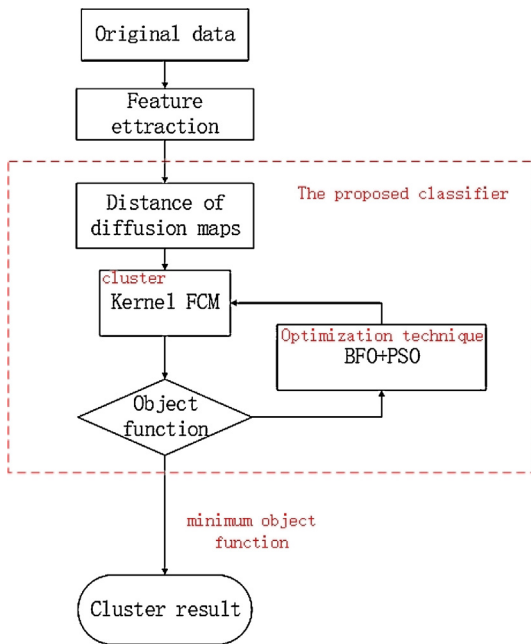 Original data
Feature
ettraction
The proposed classifier
Distance of
diffusion maps
cluster
Kernel FCM
Optimization technique
BFO+PSO
Object
function
minimum object
function
Cluster result